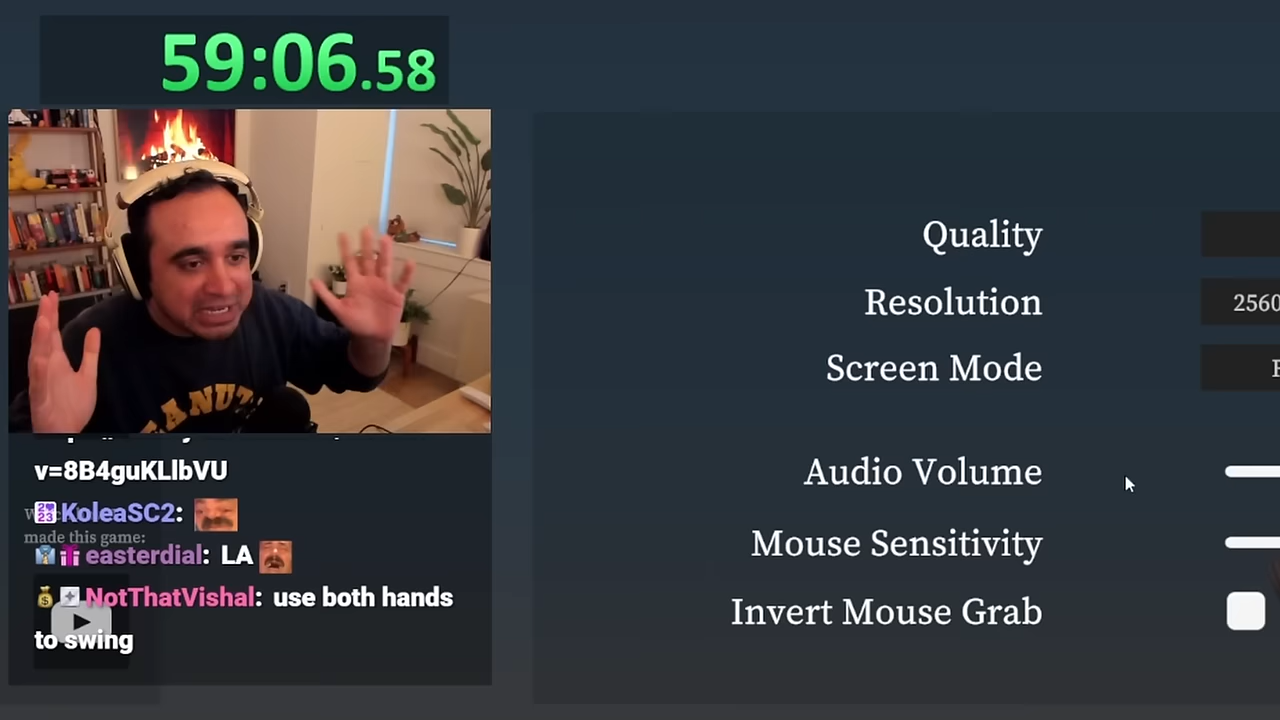 59:06.58
Quality
Resolution
2560
Screen Mode
Audio Volume
Mouse Sensitivity
Invert Mouse Grab
v=8B4guKLlbVU
KoleaSC2:
made this game:
easterdial: LA
NotThatVishal: use both hands
to swing